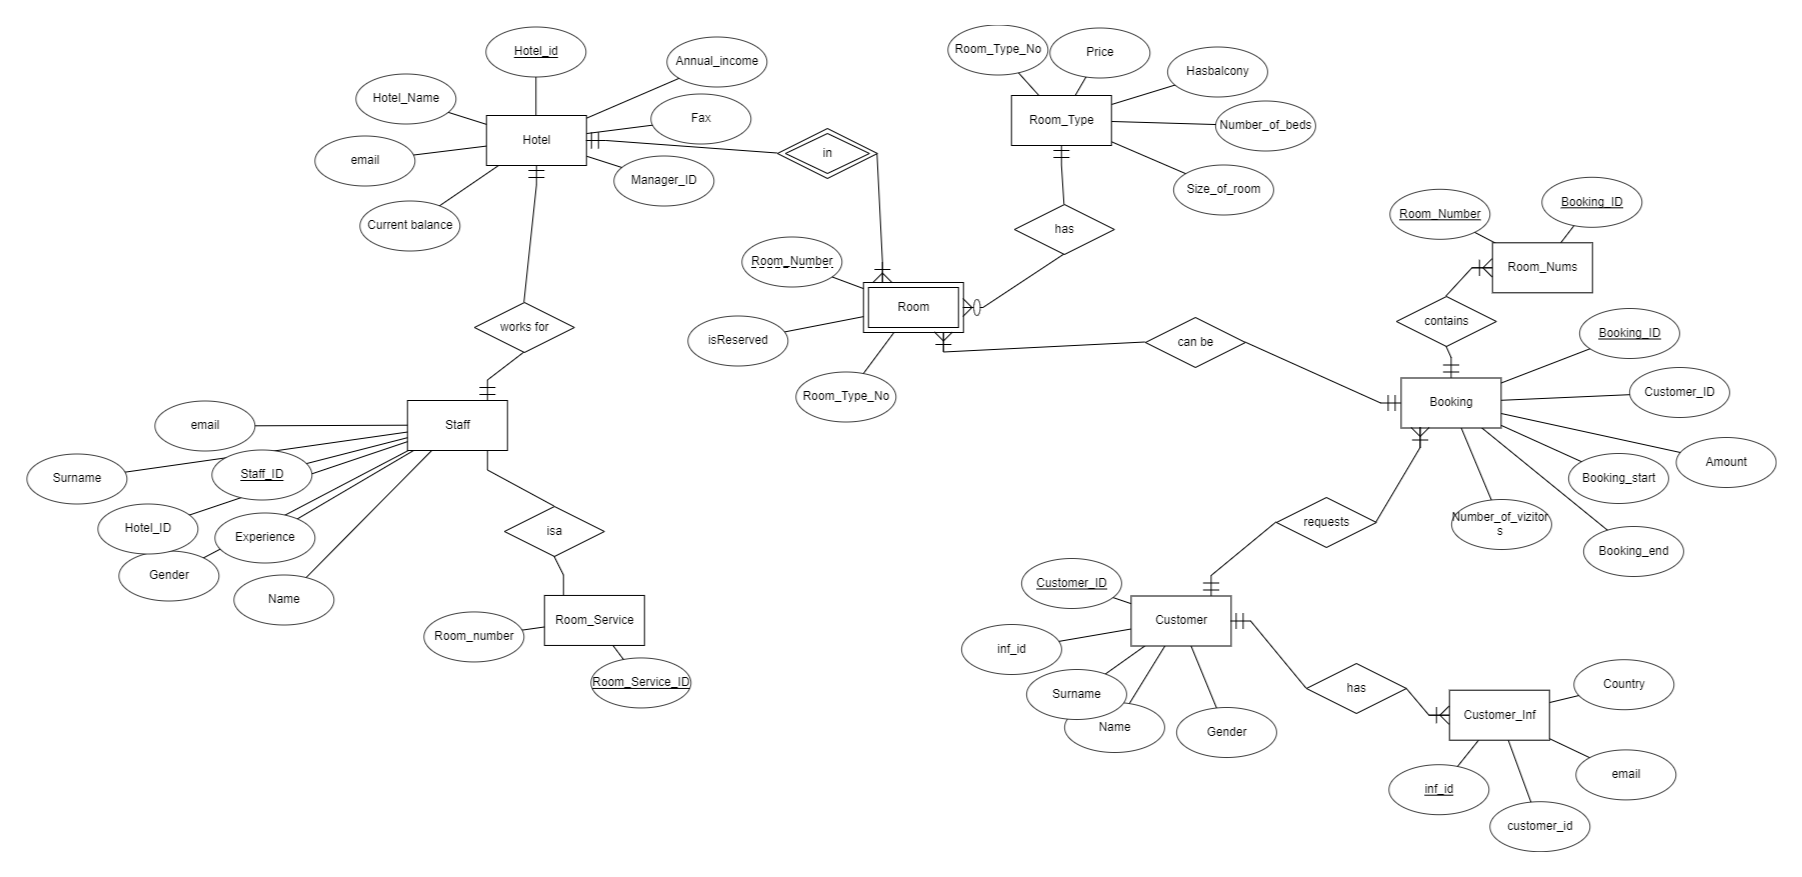 Hotel_id
Annual_income
Hotel_Name
Fax
Hotel
email
Manager_ID
Current balance
in
Room_Type_No
Price
Hasbalcony
Room_Type
Number_of_beds
Size_of_room
has
Room_Number
Booking_ID
Room_Nums
contains
Room_Number
Room
isReserved
Room_Type_No
can be
Booking_ID
Customer_ID
Booking
Amount
Booking_start
Number_of_vizitor
s
Booking_end
works for
Staff
email
Surname
Staff_ID
Hotel_ID
Experience
Gender
Name
isa
Room_Service
Room_number
Room_Service_ID
requests
Customer_ID
Customer
inf_id
Surname
Name
Gender
has
Customer_Inf
Country
email
inf_id
customer_id